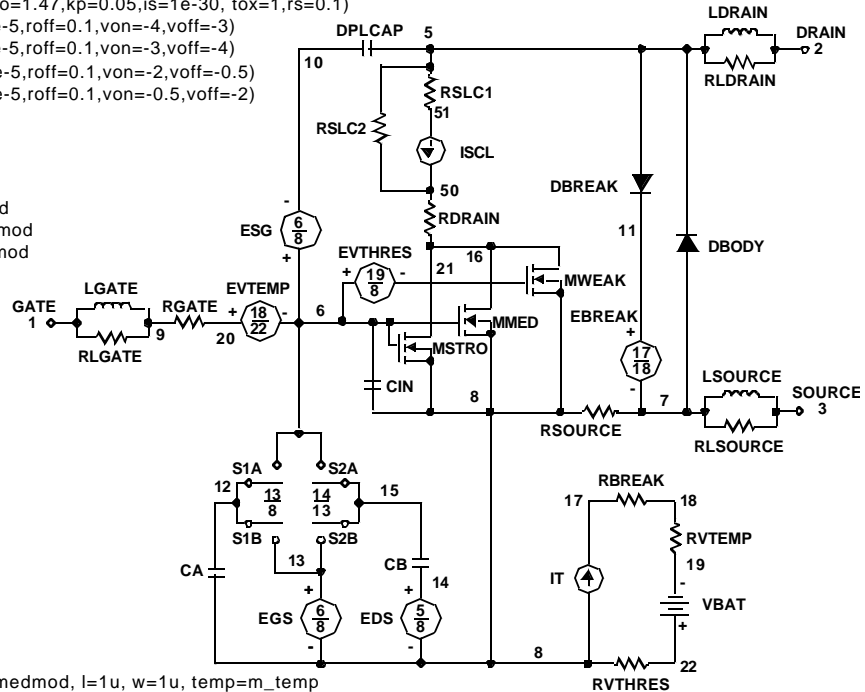 o=1.47,kp=0.05,is=1e-30, tox=1,rs=0.1)
e-5,roff=0.1,von=-4,voff=-3)
e-5,roff=0.1,von=-3,voff=-4)
e-5,roff=0.1,von=-2,voff=-0.5)
e-5,roff=0.1,von=-0.5,voff=-2)
d
mod
mod
LDRAIN
DPLCAP
5
DRAIN
2
10
RLDRAIN
RSLC1
51
RSLC2
ISCL
50
DBREAK
RDRAIN
ESG
6
8
-
+
11
DBODY
EVTHRES
16
21
+
19
8
-
MWEAK
LGATE
EVTEMP
GATE
1
RGATE
+
18
22
-
6
MMED
EBREAK
+
9
20
MSTRO
RLGATE
17
18
-
LSOURCE
CIN
8
7
SOURCE
3
RSOURCE
RLSOURCE
S1A
S2A
12
13
8
14
13
15
RBREAK
17
18
S1B
S2B
RVTEMP
13
CB
19
CA
14
IT
-
+
+
VBAT
EGS
6
8
EDS
5
8
+
-
-
8
22
RVTHRES
medmod, l=1u, w=1u, temp=m_temp